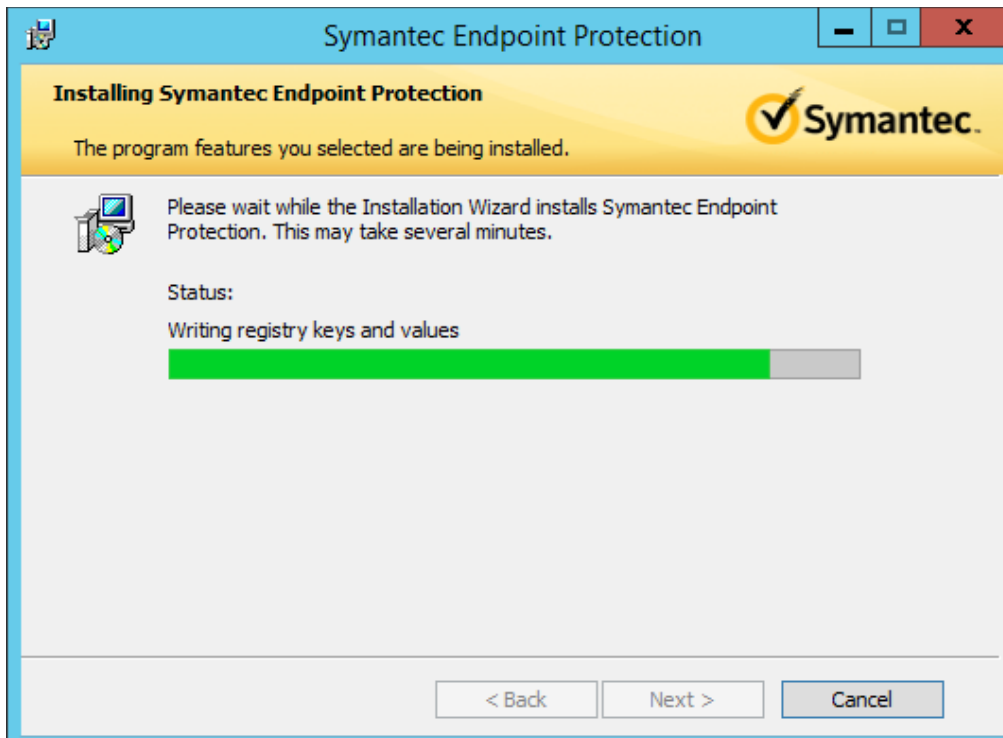 Symantec Endpoint Protection
Installing Symantec Endpoint Protection
The program features you selected are being installed.
Symantec.
Please wait while the Installation Wizard installs Symantec Endpoint
Protection. This may take several minutes.
Status:
Writing registry keys and values
< Back
Next >
Cancel